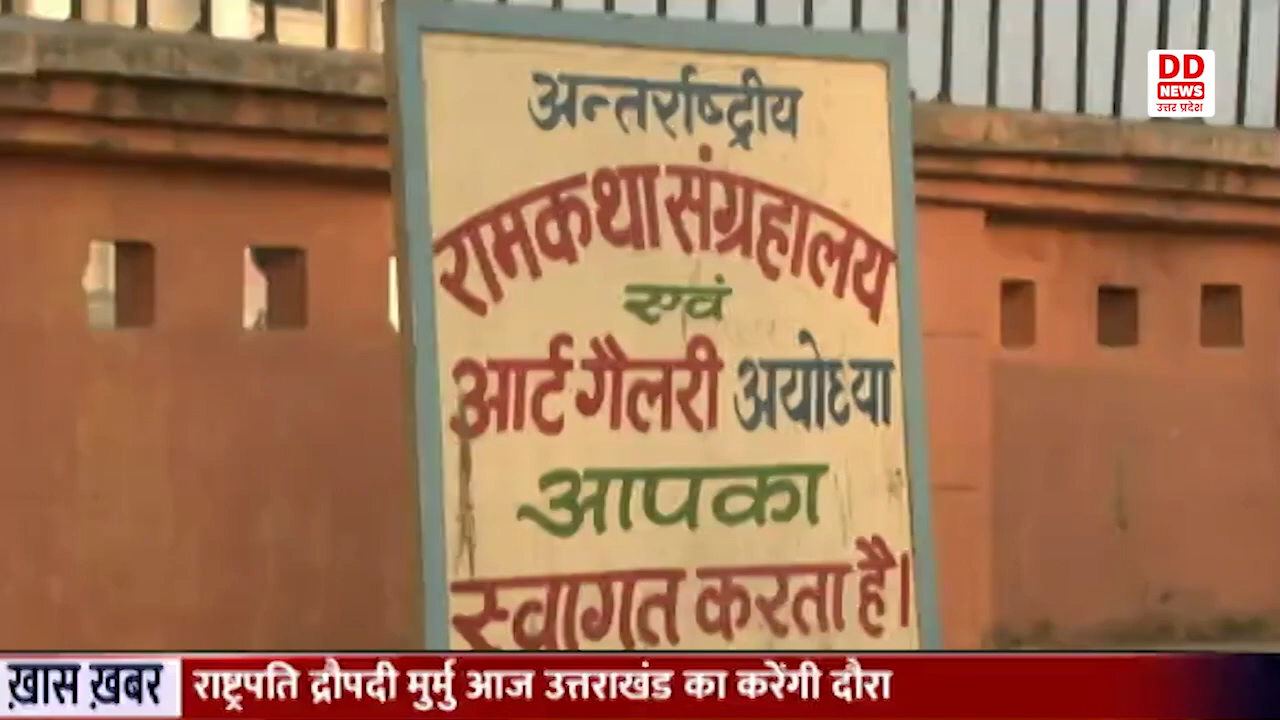 DD
NEWS
उत्तर प्रदेश
अन्तर्राष्ट्रीय
रामकथा संग्रहालय
एवं
आर्ट गैलरी अयोध्या
आपका
स्वागत करता है।
ख़ास ख़बर राष्ट्रपति द्रौपदी मुर्मु आज उत्तराखंड का करेंगी दौरा